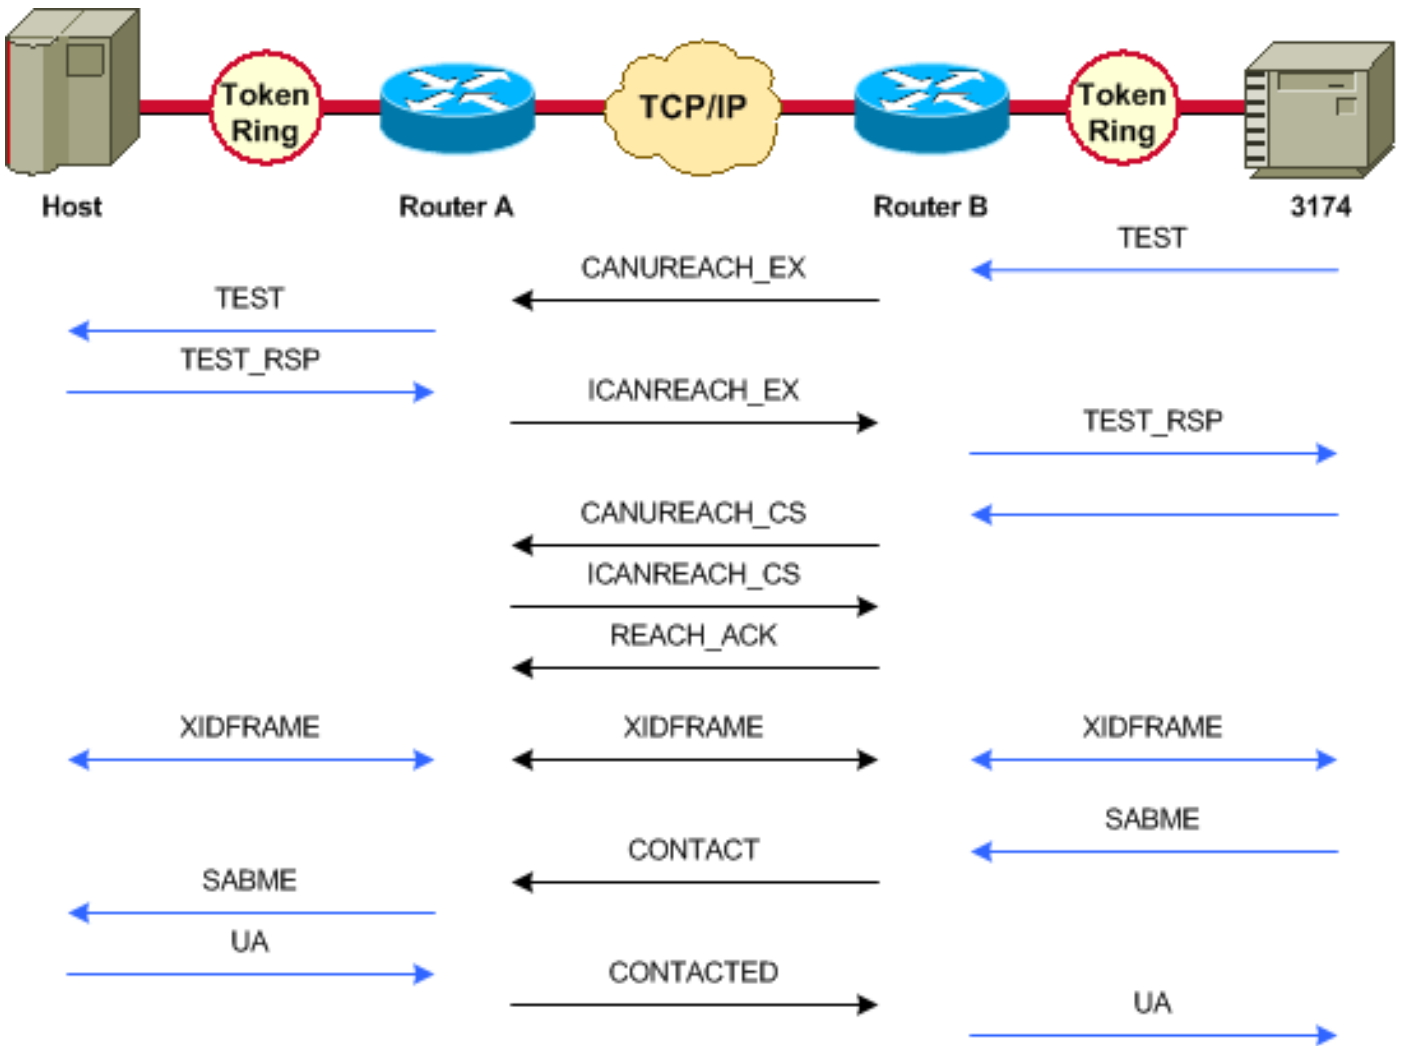 Token
Ring
TCP/IP
Token
Ring
Host
Router A
Router B
3174
TEST
CANUREACH_EX
TEST
TEST_RSP
ICANREACH_EX
TEST_RSP
CANUREACH_CS
ICANREACH_CS
REACH_ACK
XIDFRAME
XIDFRAME
XIDFRAME
SABME
CONTACT
SABME
UA
CONTACTED
UA